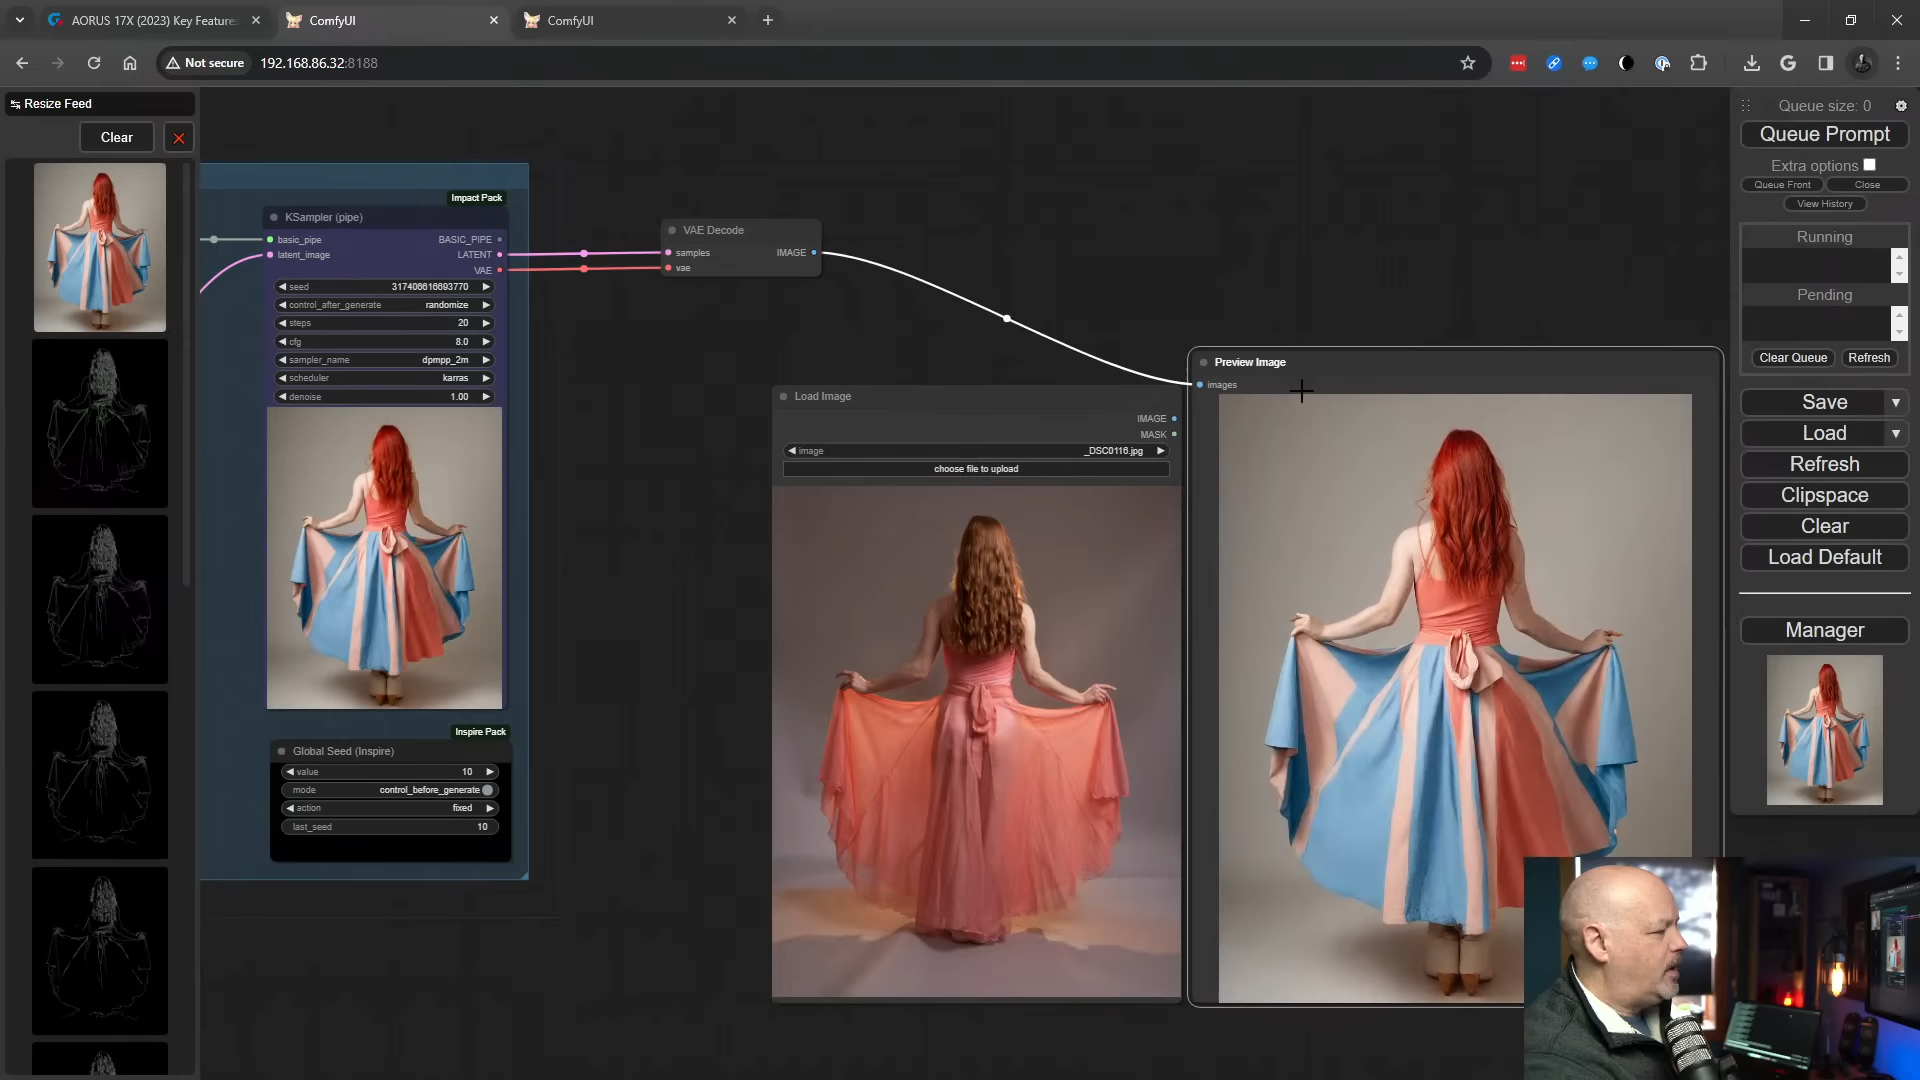 AORUS 17X (2023) Key Feature
ComfyUI
ComfyUI
Not secure
192.168.86.32:8188
Resize Feed
Clear
Impact Pack
KSampler (pipe)
basic_pipe
BASIC_PIPE
latent_image
LATENT
VAE
seed
317406616693770
control_after_generate
randomize
steps
20
cfg
8.0
sampler_name
dpmpp_2m
scheduler
karras
denoise
1.00
Inspire Pack
Global Seed (Inspire)
value
10
mode
control_before_generate
action
fixed
last_seed
10
VAE Decode
samples
IMAGE
vae
Load Image
IMAGE
MASK
image
_DSC0116.jpg
choose file to upload
Preview Image
images
Queue size: 0
Queue Prompt
Extra options
Queue Front
Close
View History
Running
Pending
Clear Queue
Refresh
Save
Load
Refresh
Clipspace
Clear
Load Default
Manager